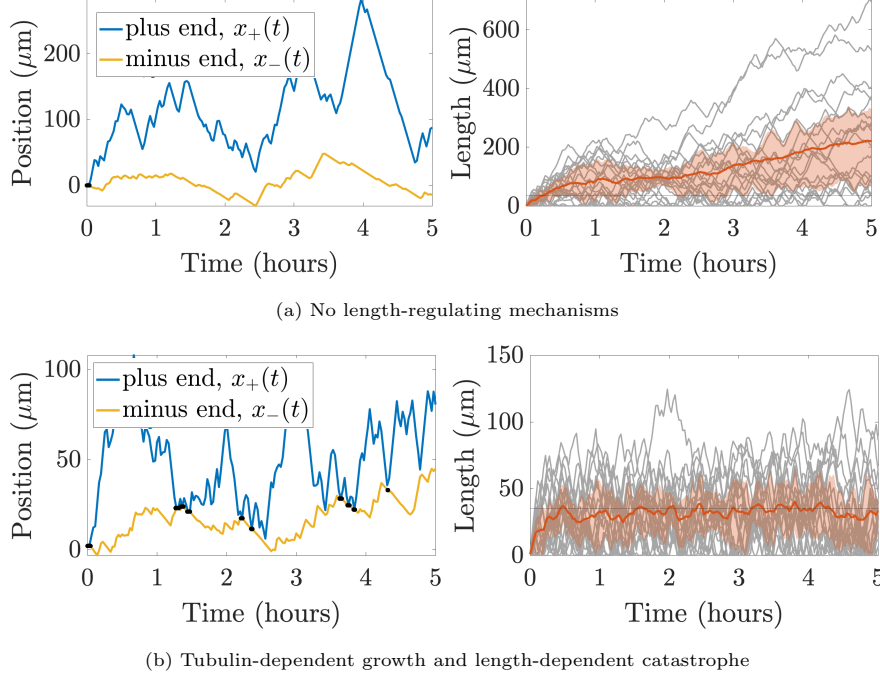 plus end, x₊(t)
minus end, x₋(t)
Position (μm)
200
100
0
0
1
2
3
4
5
Time (hours)
Length (μm)
600
400
200
0
0
1
2
3
4
5
Time (hours)
(a) No length-regulating mechanisms
plus end, x₊(t)
minus end, x₋(t)
Position (μm)
100
50
0
0
1
2
3
4
5
Time (hours)
Length (μm)
150
100
50
0
0
1
2
3
4
5
Time (hours)
(b) Tubulin-dependent growth and length-dependent catastrophe